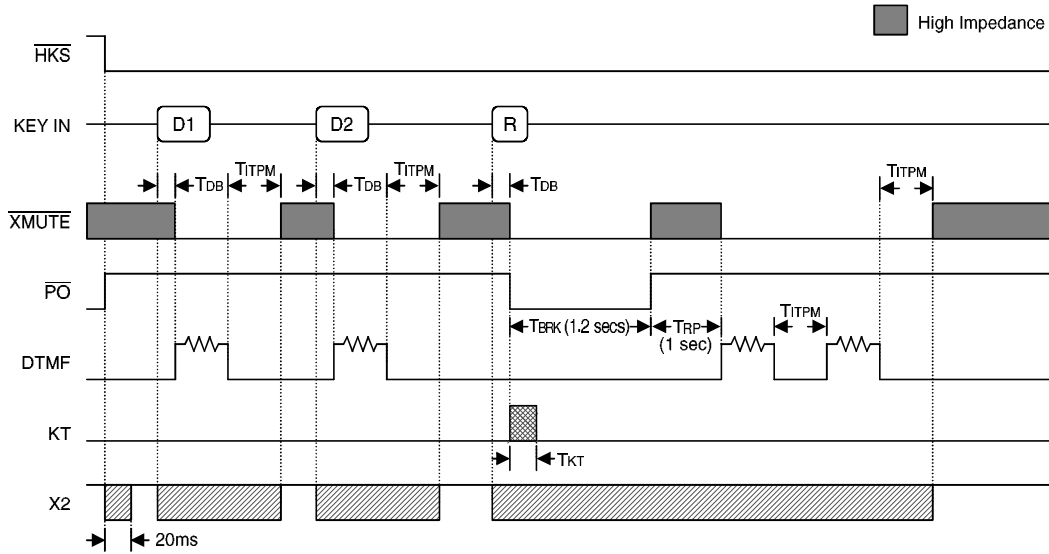 High Impedance
HKS
KEY IN D1 D2 R
TDB TITPM TDB TITPM TDB TITPM
XMUTE
PO
TBRK (1.2 secs) TRP (1 sec) TITPM
DTMF
KT
TKT
X2
20ms